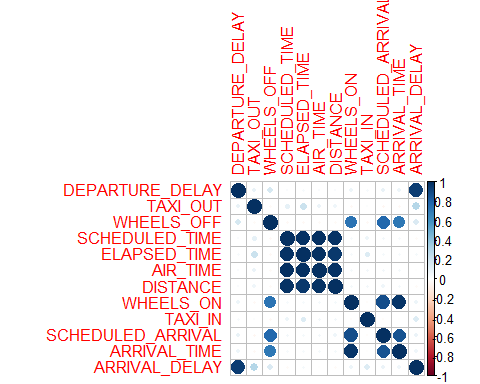 DEPARTURE_DELAY
TAXI_OUT
WHEELS_OFF
SCHEDULED_TIME
ELAPSED_TIME
AIR_TIME
DISTANCE
WHEELS_ON
TAXI_IN
SCHEDULED_ARRIVAL
ARRIVAL_TIME
ARRIVAL_DELAY
DEPARTURE_DELAY
TAXI_OUT
WHEELS_OFF
SCHEDULED_TIME
ELAPSED_TIME
AIR_TIME
DISTANCE
WHEELS_ON
TAXI_IN
SCHEDULED_ARRIVAL
ARRIVAL_TIME
ARRIVAL_DELAY
1
0.8
0.6
0.4
0.2
0
-0.2
-0.4
-0.6
-0.8
-1